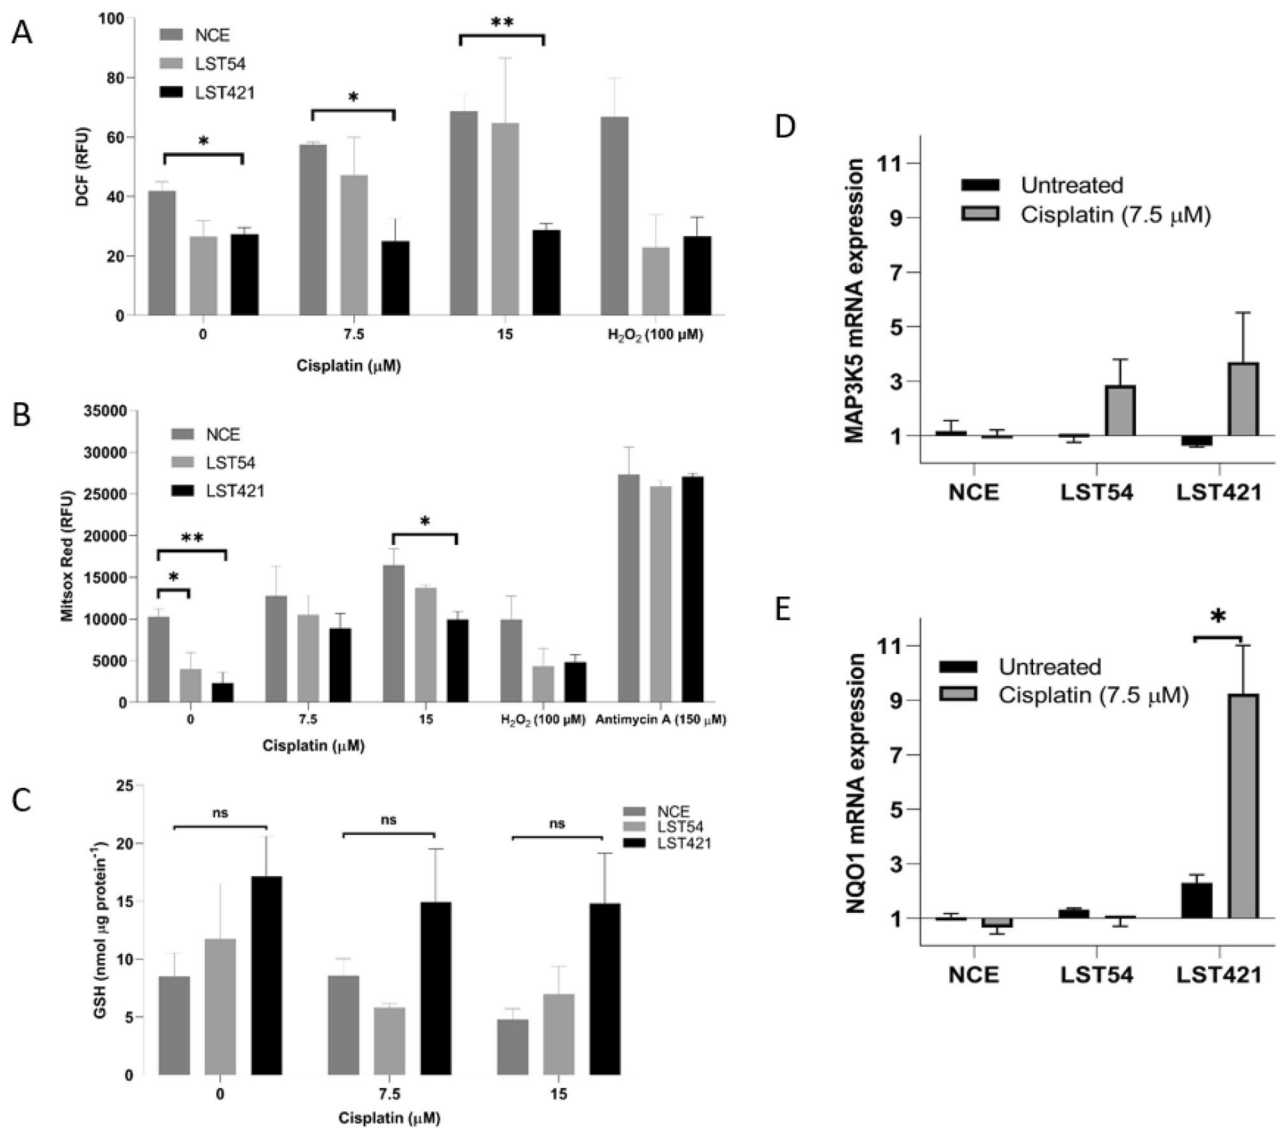 A
100
80
60
40
20
0
DCF (RFU)
NCE
LST54
LST421
*
*
**
0
7.5
15
H₂O₂ (100 µM)
Cisplatin (µM)
B
35000
30000
25000
20000
15000
10000
5000
0
Mitsox Red (RFU)
NCE
LST54
LST421
**
*
*
0
7.5
15
H₂O₂ (100 µM)
Antimycin A (150 µM)
Cisplatin (µM)
C
25
20
15
10
5
0
GSH (nmol µg protein⁻¹)
ns
ns
ns
NCE
LST54
LST421
0
7.5
15
Cisplatin (µM)
D
11
9
7
5
3
1
MAP3K5 mRNA expression
Untreated
Cisplatin (7.5 µM)
NCE
LST54
LST421
E
11
9
7
5
3
1
NQO1 mRNA expression
Untreated
Cisplatin (7.5 µM)
*
NCE
LST54
LST421